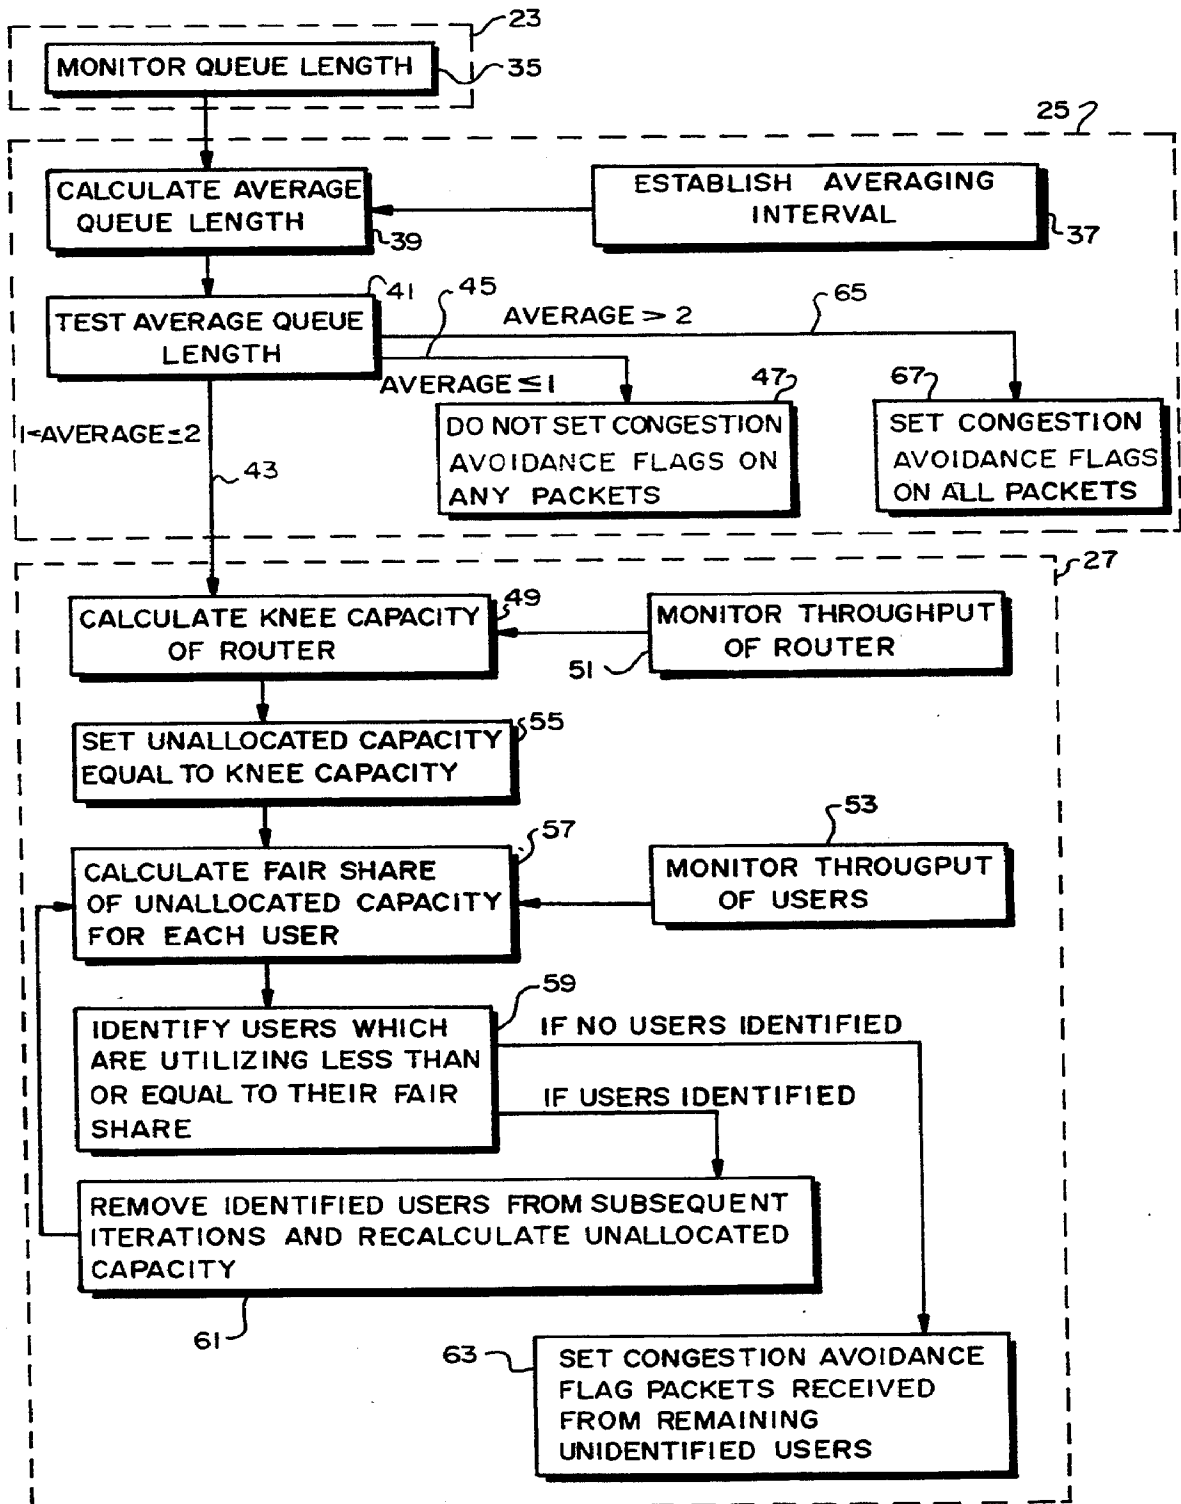 23
MONITOR QUEUE LENGTH
35
25
CALCULATE AVERAGE
QUEUE LENGTH
39
ESTABLISH AVERAGING
INTERVAL
37
41
TEST AVERAGE QUEUE
LENGTH
45
AVERAGE > 2
65
AVERAGE ≤ 1
1<AVERAGE≤2
43
47
DO NOT SET CONGESTION
AVOIDANCE FLAGS ON
ANY PACKETS
67
SET CONGESTION
AVOIDANCE FLAGS
ON ALL PACKETS
27
CALCULATE KNEE CAPACITY
OF ROUTER
49
MONITOR THROUGHPUT
OF ROUTER
51
SET UNALLOCATED CAPACITY
EQUAL TO KNEE CAPACITY
55
57
CALCULATE FAIR SHARE
OF UNALLOCATED CAPACITY
FOR EACH USER
53
MONITOR THROUGPUT
OF USERS
59
IDENTIFY USERS WHICH
ARE UTILIZING LESS THAN
OR EQUAL TO THEIR FAIR
SHARE
IF NO USERS IDENTIFIED
IF USERS IDENTIFIED
REMOVE IDENTIFIED USERS FROM SUBSEQUENT
ITERATIONS AND RECALCULATE UNALLOCATED
CAPACITY
61
63
SET CONGESTION AVOIDANCE
FLAG PACKETS RECEIVED
FROM REMAINING
UNIDENTIFIED USERS